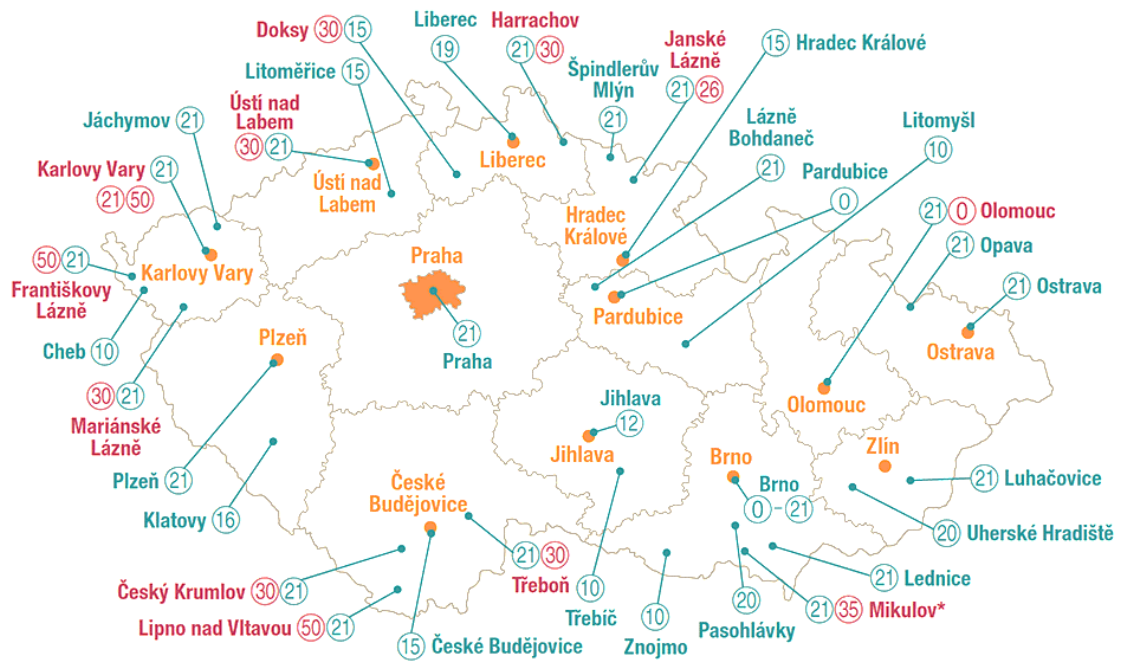 Liberec
19
Harrachov
21 30
Doksy 30 15
Janské
Lázně
21 26
15 Hradec Králové
Litoměřice 15
Špindlerův
Mlýn
21
Ústí nad
Labem
30 21
Jáchymov 21
Lázně
Bohdaneč
21
Litomyšl
10
Pardubice
0
Karlovy Vary 21
21 50
Liberec
Ústí nad
Labem
Hradec
Králové
21 0 Olomouc
21 Opava
Praha
Karlovy Vary
50 21
Františkovy
Lázně
21 Ostrava
Pardubice
Cheb 10
Plzeň
21
Praha
Ostrava
30 21
Mariánské
Lázně
Jihlava
12
Olomouc
Jihlava
Zlín
Brno
Plzeň 21
České
Budějovice
Brno
0 - 21
21 Luhačovice
Klatovy 16
20 Uherské Hradiště
21 30
Třeboň
10
Třebíč
21 Lednice
Český Krumlov 30 21
20
Pasohlávky
21 35 Mikulov*
10
Znojmo
Lipno nad Vltavou 50 21
15 České Budějovice